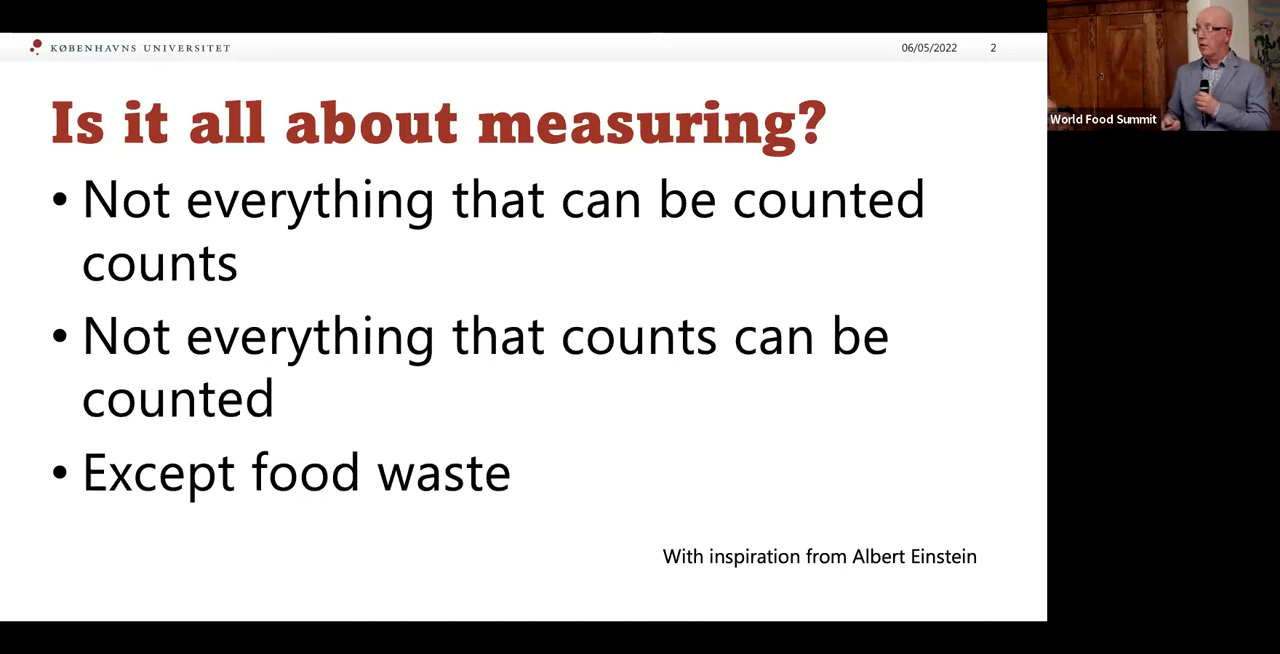 KØBENHAVNS UNIVERSITET
06/05/2022
2
World Food Summit
Is it all about measuring?
• Not everything that can be counted
counts
• Not everything that counts can be
counted
• Except food waste
With inspiration from Albert Einstein